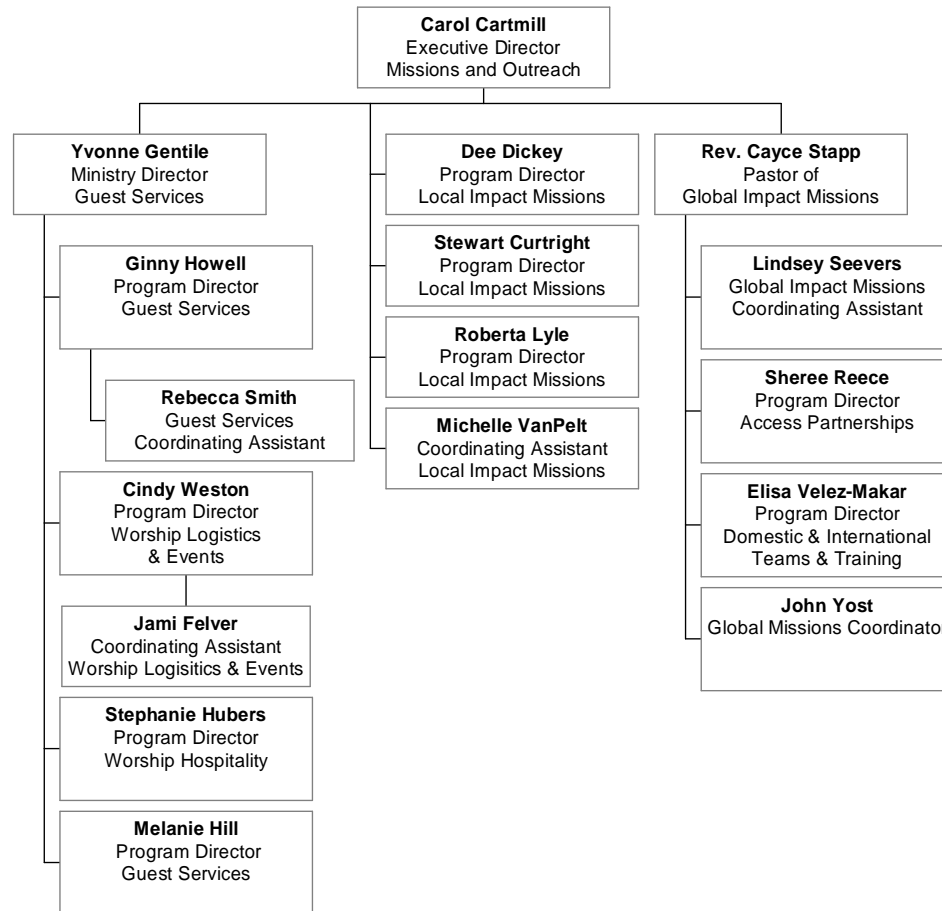 Carol Cartmill
Executive Director
Missions and Outreach
Yvonne Gentile
Ministry Director
Guest Services
Ginny Howell
Program Director
Guest Services
Rebecca Smith
Guest Services
Coordinating Assistant
Cindy Weston
Program Director
Worship Logistics
& Events
Jami Felver
Coordinating Assistant
Worship Logisitics & Events
Stephanie Hubers
Program Director
Worship Hospitality
Melanie Hill
Program Director
Guest Services
Dee Dickey
Program Director
Local Impact Missions
Stewart Curtright
Program Director
Local Impact Missions
Roberta Lyle
Program Director
Local Impact Missions
Michelle VanPelt
Coordinating Assistant
Local Impact Missions
Rev. Cayce Stapp
Pastor of
Global Impact Missions
Lindsey Seevers
Global Impact Missions
Coordinating Assistant
Sheree Reece
Program Director
Access Partnerships
Elisa Velez-Makar
Program Director
Domestic & International
Teams & Training
John Yost
Global Missions Coordinator